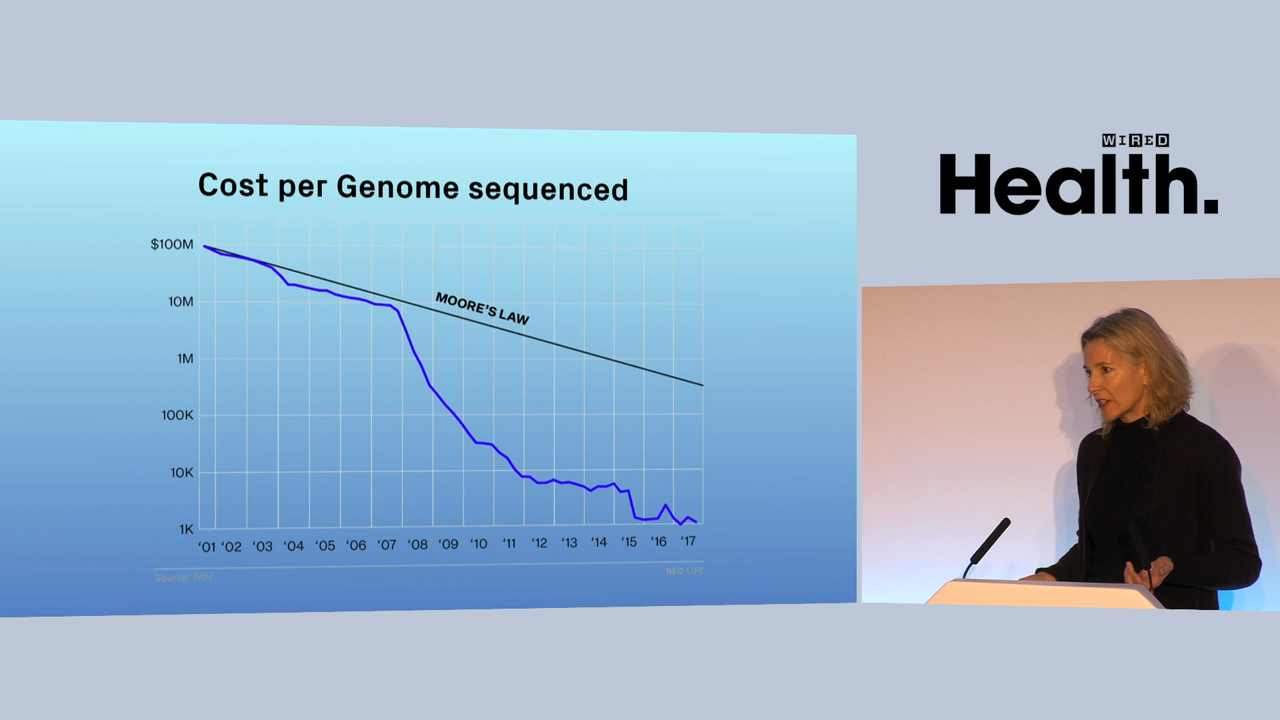 Cost per Genome sequenced
$100M
10M
1M
100K
10K
1K
MOORE'S LAW
'01 '02 '03 '04 '05 '06 '07 '08 '09 '10 '11 '12 '13 '14 '15 '16 '17
Source: NIH
NEO LIFE
WIRED
Health.